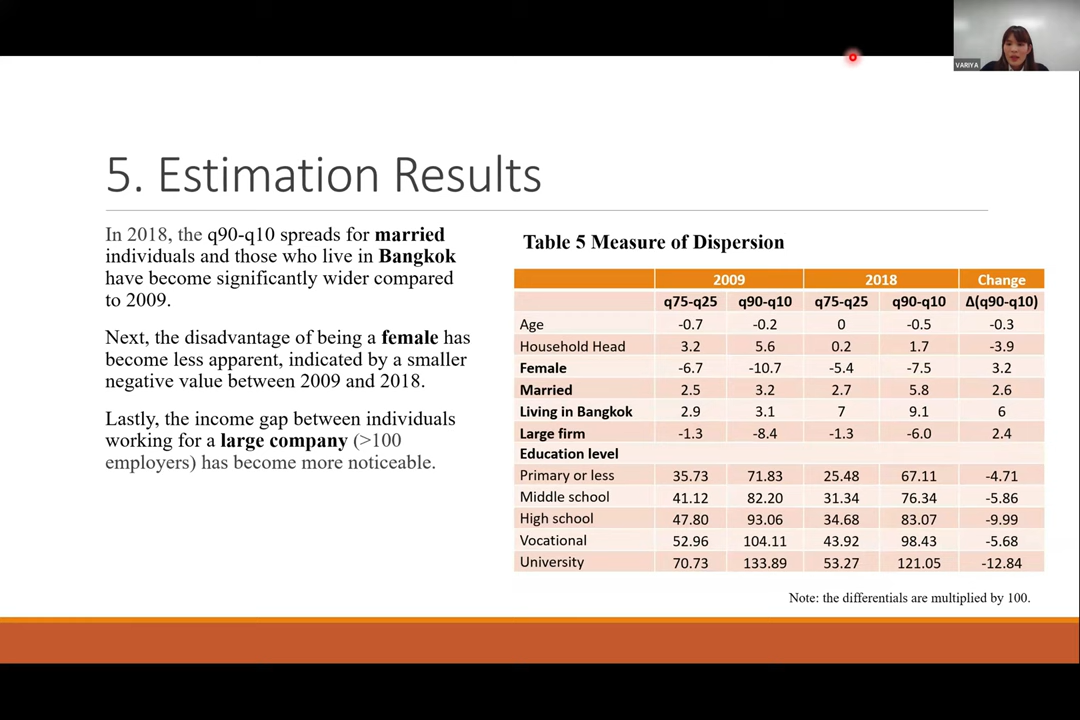 VARIYA
5. Estimation Results
In 2018, the q90-q10 spreads for married
individuals and those who live in Bangkok
have become significantly wider compared
to 2009.
Next, the disadvantage of being a female has
become less apparent, indicated by a smaller
negative value between 2009 and 2018.
Lastly, the income gap between individuals
working for a large company (>100
employers) has become more noticeable.
Table 5 Measure of Dispersion
2009 2018 Change
q75-q25 q90-q10 q75-q25 q90-q10 Δ(q90-q10)
Age -0.7 -0.2 0 -0.5 -0.3
Household Head 3.2 5.6 0.2 1.7 -3.9
Female -6.7 -10.7 -5.4 -7.5 3.2
Married 2.5 3.2 2.7 5.8 2.6
Living in Bangkok 2.9 3.1 7 9.1 6
Large firm -1.3 -8.4 -1.3 -6.0 2.4
Education level
Primary or less 35.73 71.83 25.48 67.11 -4.71
Middle school 41.12 82.20 31.34 76.34 -5.86
High school 47.80 93.06 34.68 83.07 -9.99
Vocational 52.96 104.11 43.92 98.43 -5.68
University 70.73 133.89 53.27 121.05 -12.84
Note: the differentials are multiplied by 100.